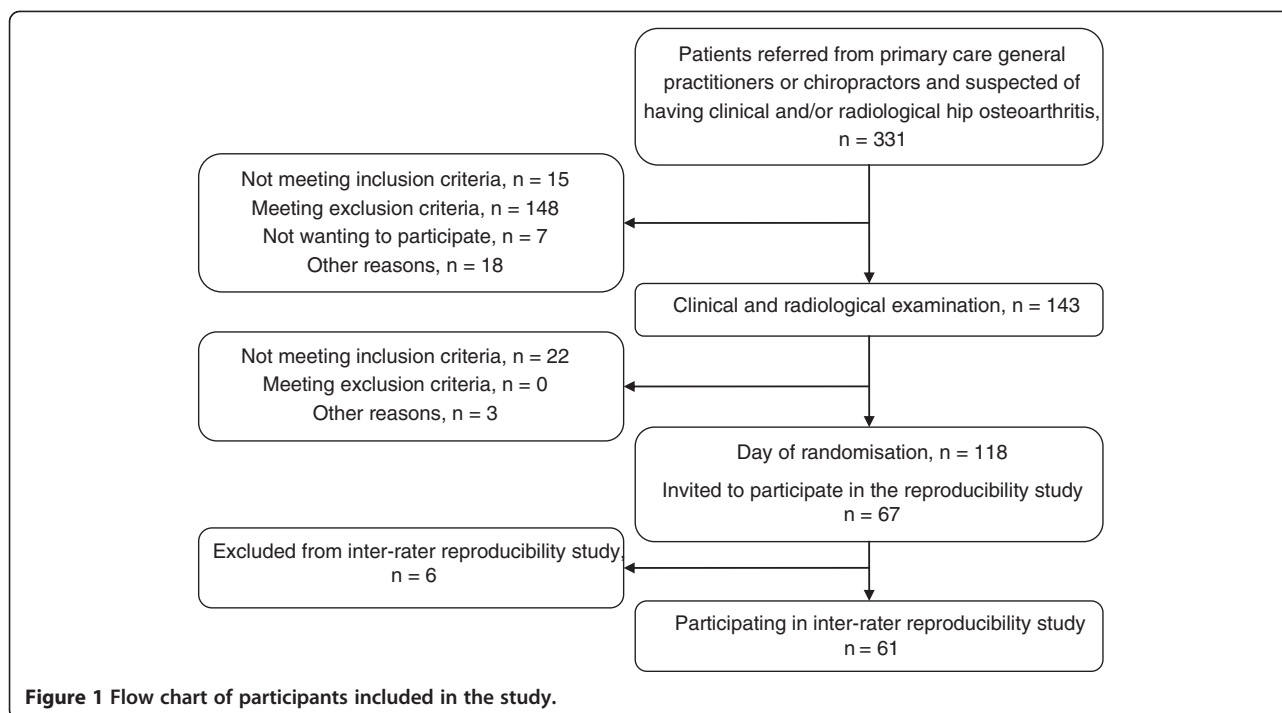 Patients referred from primary care general
practitioners or chiropractors and suspected of
having clinical and/or radiological hip osteoarthritis,
n = 331
Not meeting inclusion criteria, n = 15
Meeting exclusion criteria, n = 148
Not wanting to participate, n = 7
Other reasons, n = 18
Clinical and radiological examination, n = 143
Not meeting inclusion criteria, n = 22
Meeting exclusion criteria, n = 0
Other reasons, n = 3
Day of randomisation, n = 118
Invited to participate in the reproducibility study
n = 67
Excluded from inter-rater reproducibility study,
n = 6
Participating in inter-rater reproducibility study
n = 61
Figure 1 Flow chart of participants included in the study.